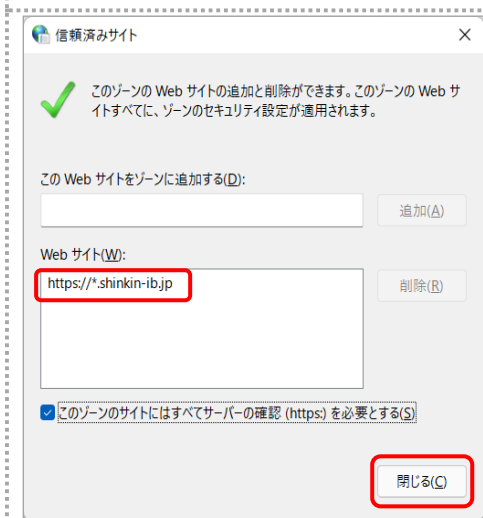 信頼済みサイト
このゾーンの Web サイトの追加と削除ができます。このゾーンの Web サ
イトすべてに、ゾーンのセキュリティ設定が適用されます。
この Web サイトをゾーンに追加する(D):
追加(A)
Web サイト(W):
https://*.shinkin-ib.jp
削除(R)
このゾーンのサイトにはすべてサーバーの確認 (https:) を必要とする(S)
閉じる(C)